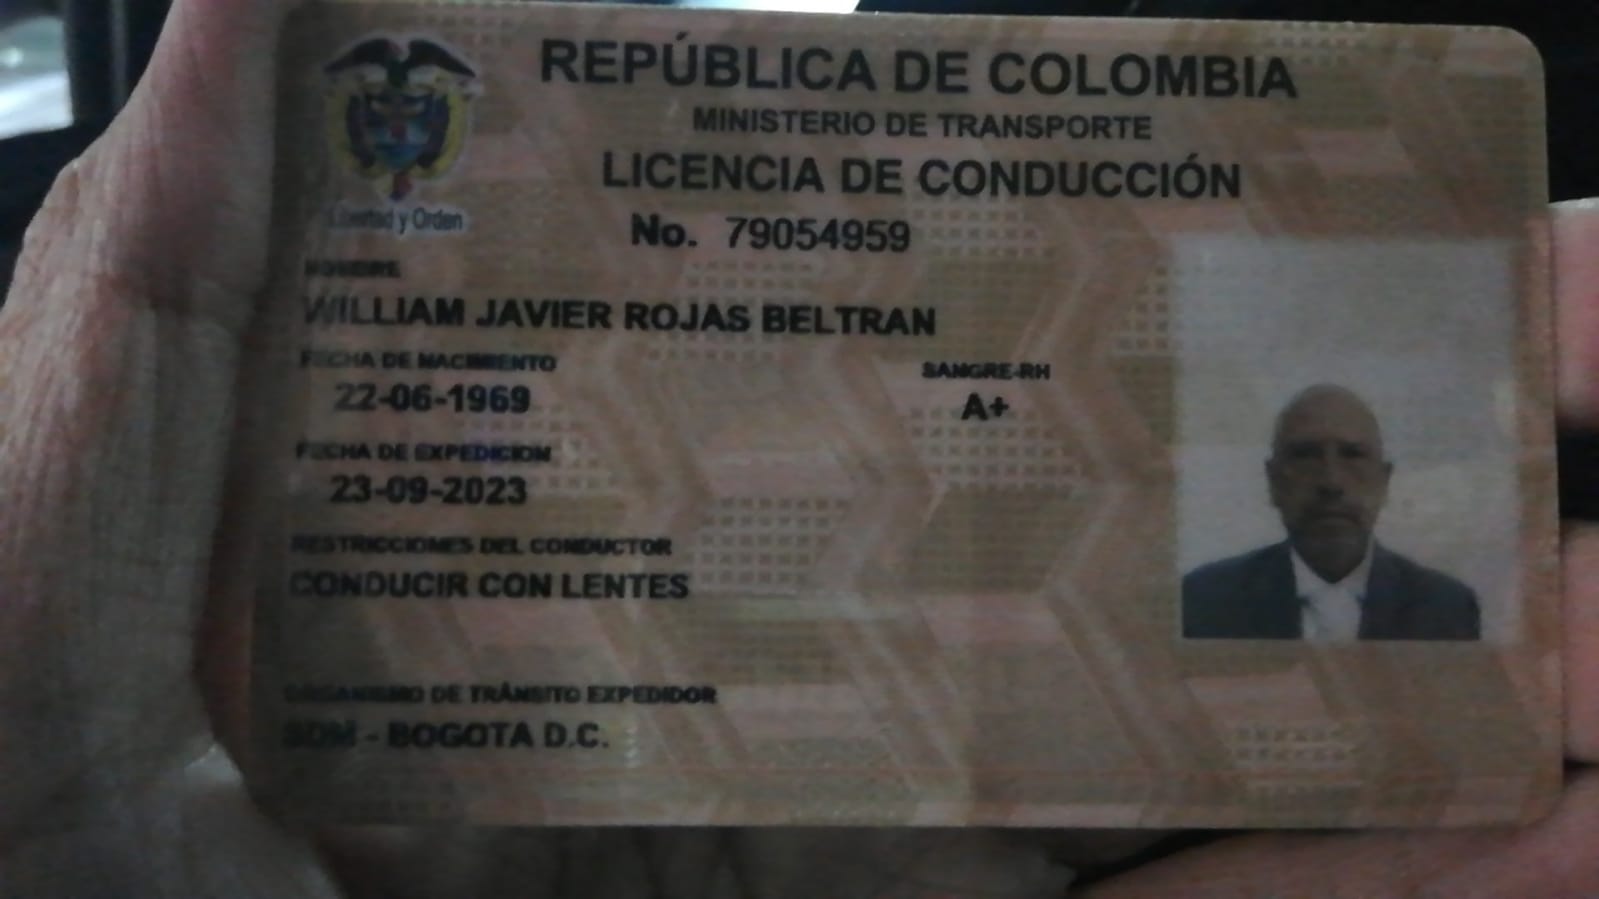 REPÚBLICA DE COLOMBIA
MINISTERIO DE TRANSPORTE
LICENCIA DE CONDUCCIÓN
Libertad y Orden
No. 79054959
NOMBRE
WILLIAM JAVIER ROJAS BELTRAN
FECHA DE NACIMIENTO
SANGRE-RH
22-06-1969
A+
FECHA DE EXPEDICION
23-09-2023
RESTRICCIONES DEL CONDUCTOR
CONDUCIR CON LENTES
ORGANISMO DE TRÁNSITO EXPEDIDOR
SDM - BOGOTA D.C.